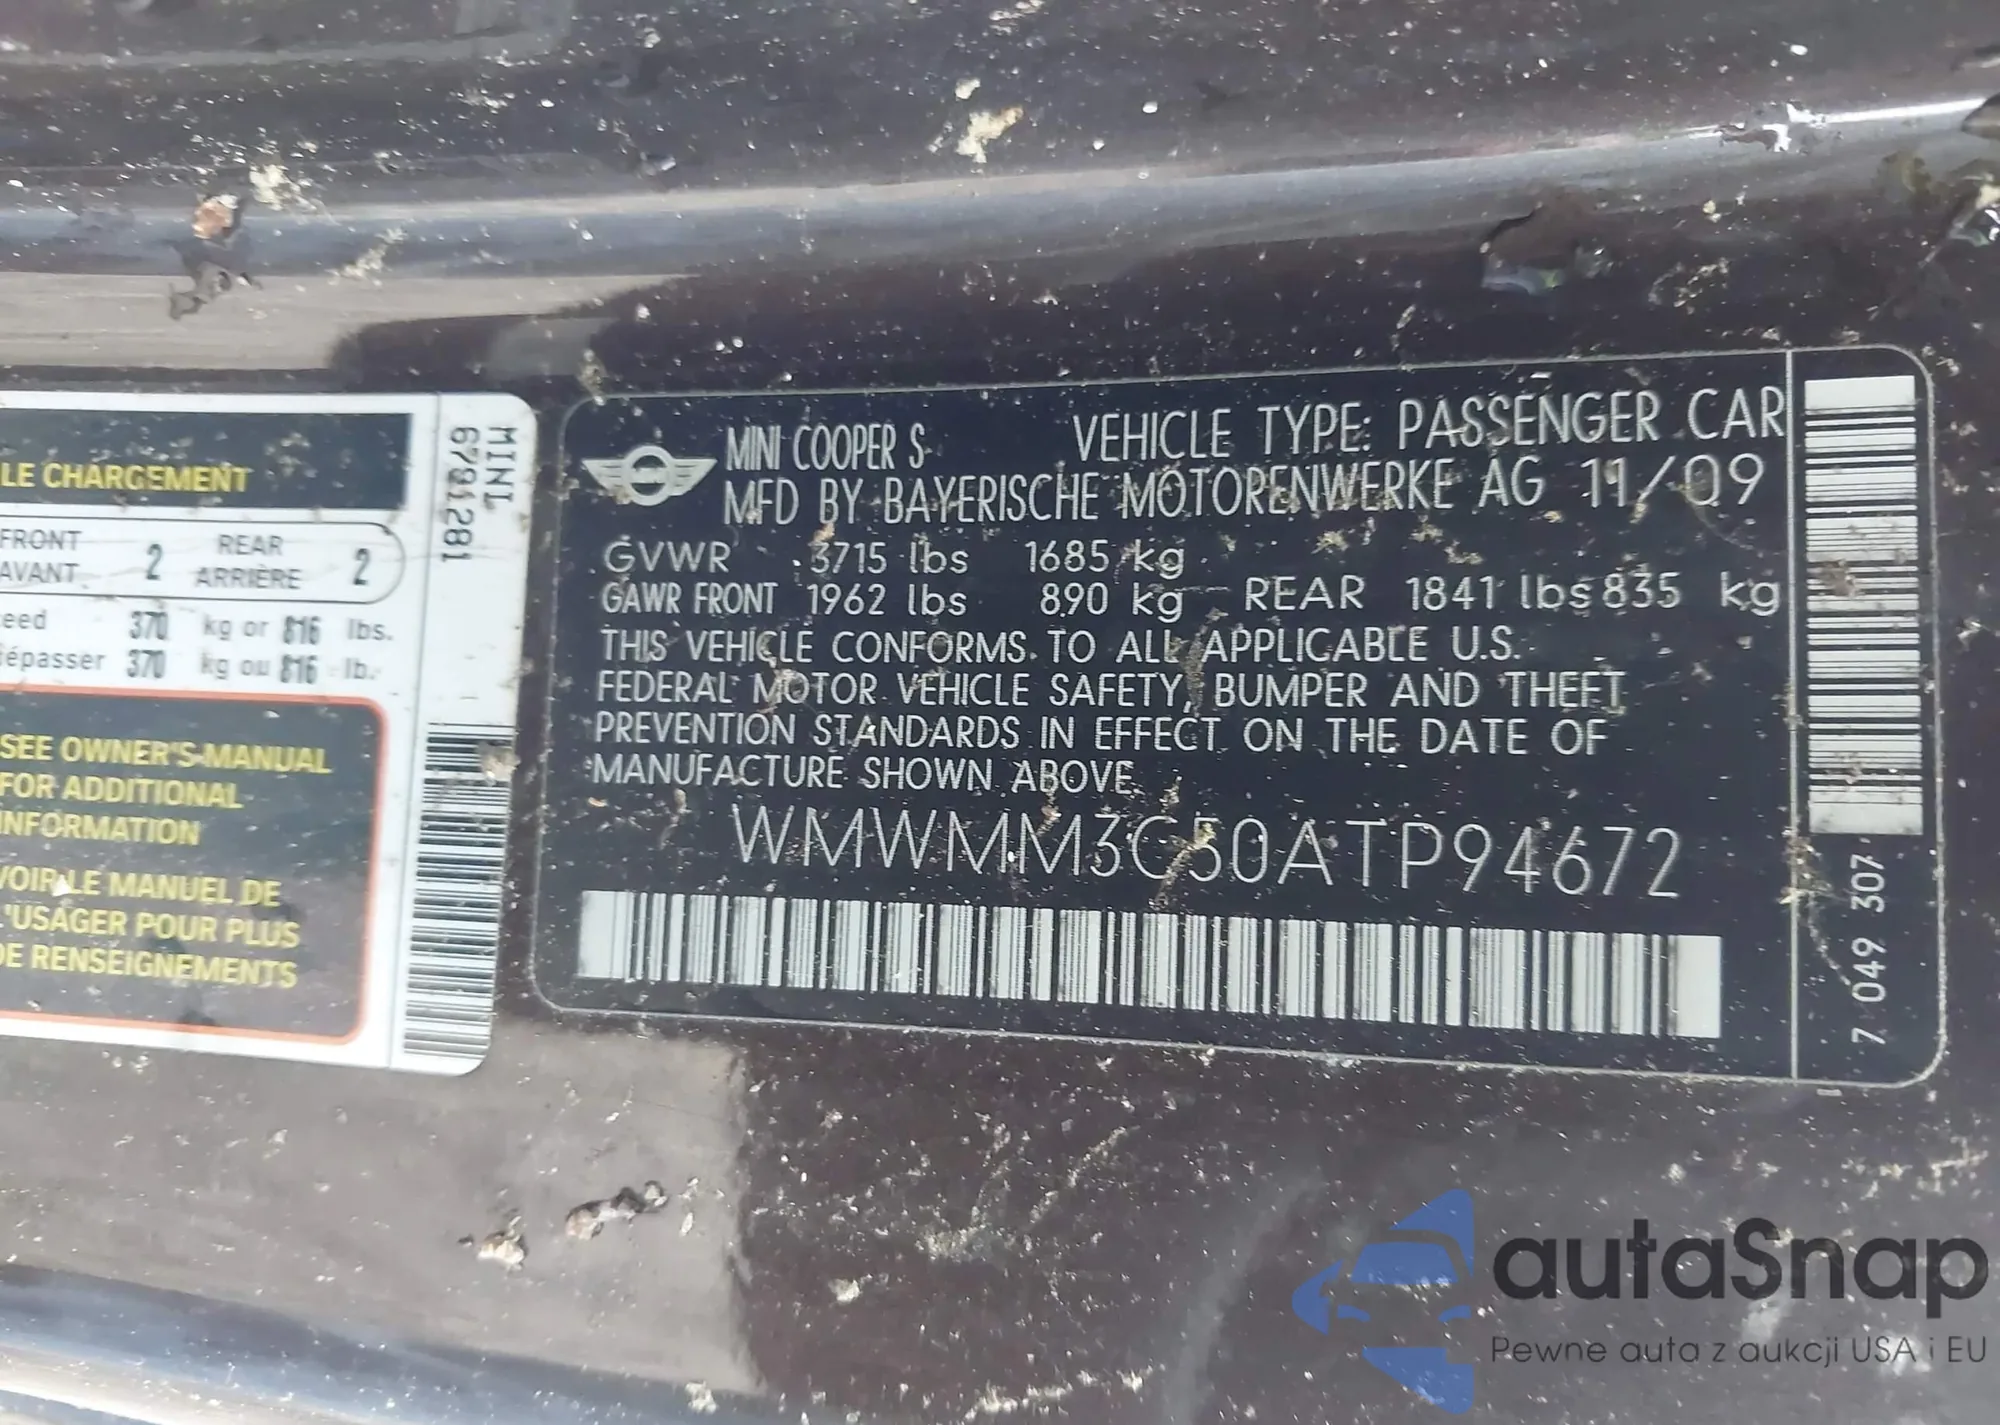 LE CHARGEMENT
FRONT
AVANT 2 REAR
ARRIÈRE 2
eed 370 kg or 816 lbs.
dépasser 370 kg ou 816 lb.
SEE OWNER'S MANUAL
FOR ADDITIONAL
INFORMATION
VOIR LE MANUEL DE
L'USAGER POUR PLUS
DE RENSEIGNEMENTS
MINI
6791281
MINI COOPER S VEHICLE TYPE: PASSENGER CAR
MFD BY BAYERISCHE MOTORENWERKE AG 11/09
GVWR 3715 lbs 1685 kg
GAWR FRONT 1962 lbs 890 kg REAR 1841 lbs 835 kg
THIS VEHICLE CONFORMS TO ALL APPLICABLE U.S.
FEDERAL MOTOR VEHICLE SAFETY, BUMPER AND THEFT
PREVENTION STANDARDS IN EFFECT ON THE DATE OF
MANUFACTURE SHOWN ABOVE.
WMWMM3C50ATP94672
7 049 307
autaSnap
Pewne auta z aukcji USA i EU